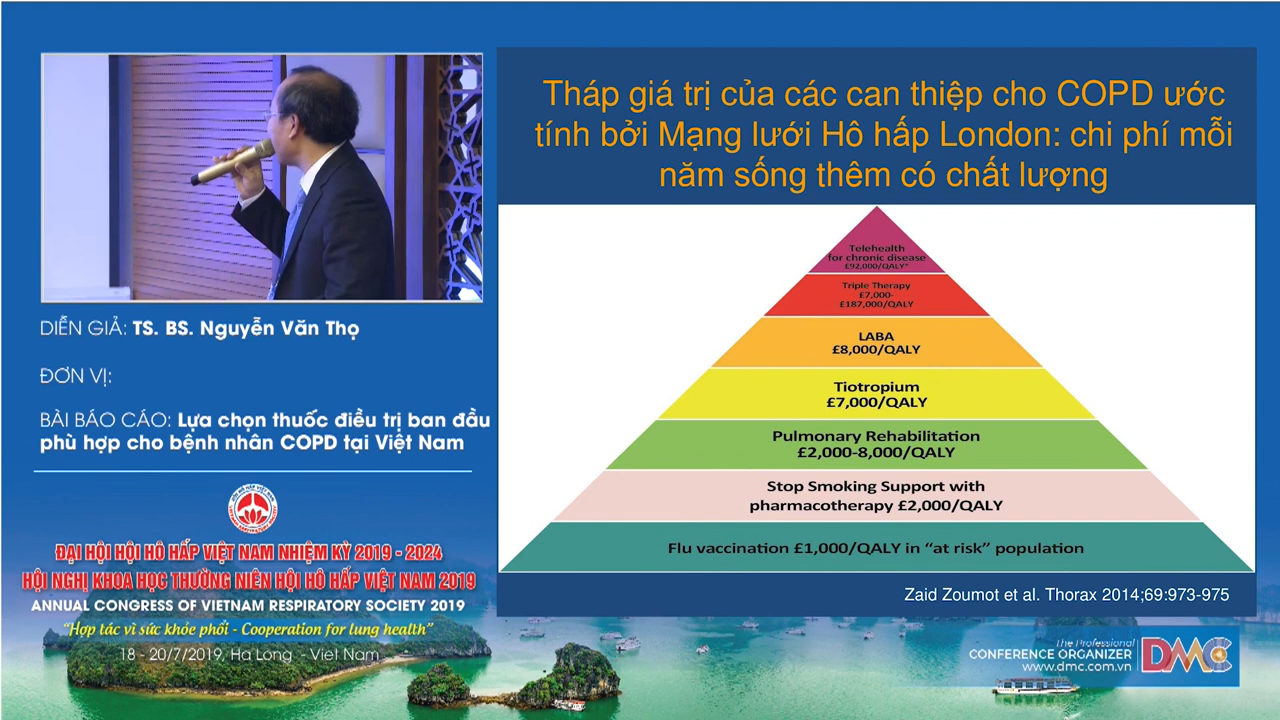 DIỄN GIẢ: TS. BS. Nguyễn Văn Thọ
ĐƠN VỊ:
BÀI BÁO CÁO: Lựa chọn thuốc điều trị ban đầu
phù hợp cho bệnh nhân COPD tại Việt Nam
ĐẠI HỘI HỘI HÔ HẤP VIỆT NAM NHIỆM KỲ 2019 - 2024
HỘI NGHỊ KHOA HỌC THƯỜNG NIÊN HỘI HÔ HẤP VIỆT NAM 2019
ANNUAL CONGRESS OF VIETNAM RESPIRATORY SOCIETY 2019
"Hợp tác vì sức khỏe phổi - Cooperation for lung health"
18 - 20/7/2019, Ha Long - Viet Nam
Tháp giá trị của các can thiệp cho COPD ước
tính bởi Mạng lưới Hô hấp London: chi phí mỗi
năm sống thêm có chất lượng
Telehealth
for chronic disease
£92,000/QALY*
Triple Therapy
£7,000-
£187,000/QALY
LABA
£8,000/QALY
Tiotropium
£7,000/QALY
Pulmonary Rehabilitation
£2,000-8,000/QALY
Stop Smoking Support with
pharmacotherapy £2,000/QALY
Flu vaccination £1,000/QALY in "at risk" population
Zaid Zoumot et al. Thorax 2014;69:973-975
The Professional
CONFERENCE ORGANIZER
www.dmc.com.vn
DMC